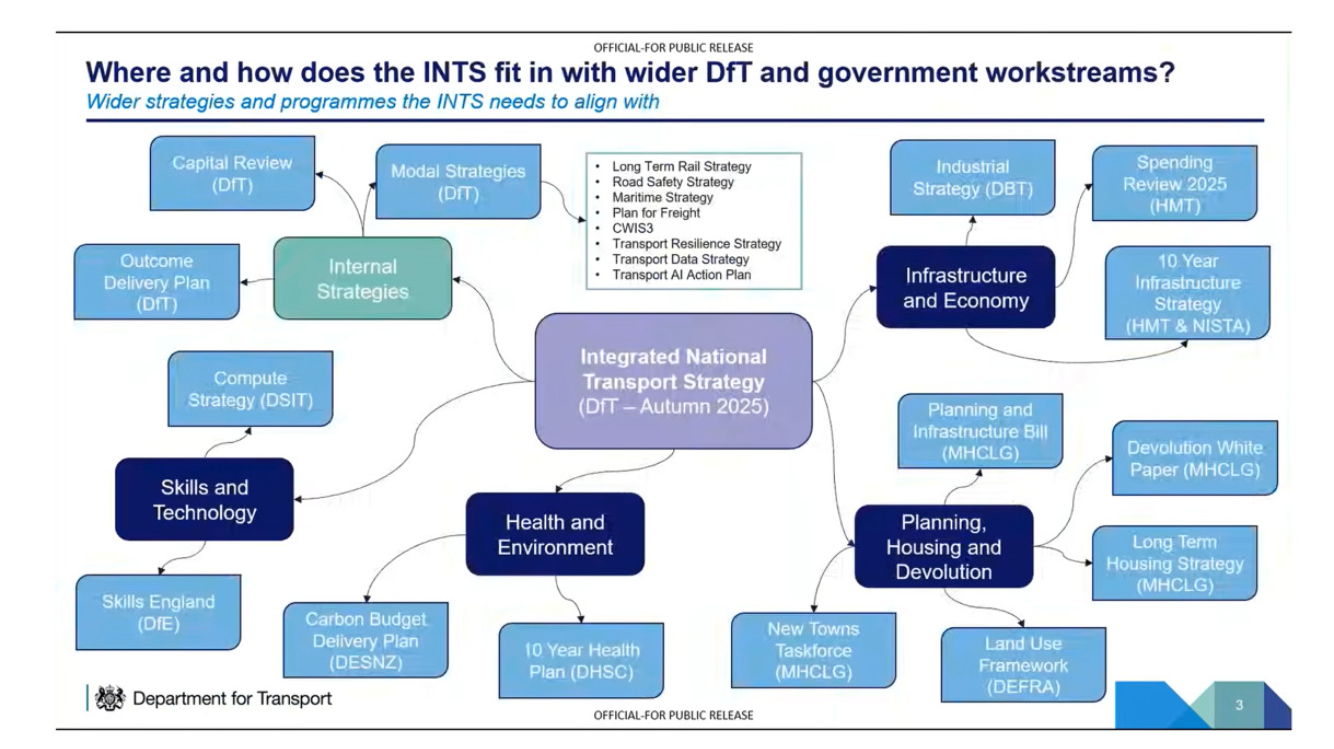 OFFICIAL-FOR PUBLIC RELEASE
Where and how does the INTS fit in with wider DfT and government workstreams?
Wider strategies and programmes the INTS needs to align with
Capital Review
(DfT)
Modal Strategies
(DfT)
• Long Term Rail Strategy
• Road Safety Strategy
• Maritime Strategy
• Plan for Freight
• CWIS3
• Transport Resilience Strategy
• Transport Data Strategy
• Transport AI Action Plan
Industrial
Strategy (DBT)
Spending
Review 2025
(HMT)
Outcome
Delivery Plan
(DfT)
Internal
Strategies
Infrastructure
and Economy
10 Year
Infrastructure
Strategy
(HMT & NISTA)
Integrated National
Transport Strategy
(DfT – Autumn 2025)
Compute
Strategy (DSIT)
Planning and
Infrastructure Bill
(MHCLG)
Devolution White
Paper (MHCLG)
Skills and
Technology
Health and
Environment
Planning,
Housing and
Devolution
Long Term
Housing Strategy
(MHCLG)
Skills England
(DfE)
Carbon Budget
Delivery Plan
(DESNZ)
10 Year Health
Plan (DHSC)
New Towns
Taskforce
(MHCLG)
Land Use
Framework
(DEFRA)
Department for Transport
OFFICIAL-FOR PUBLIC RELEASE
3